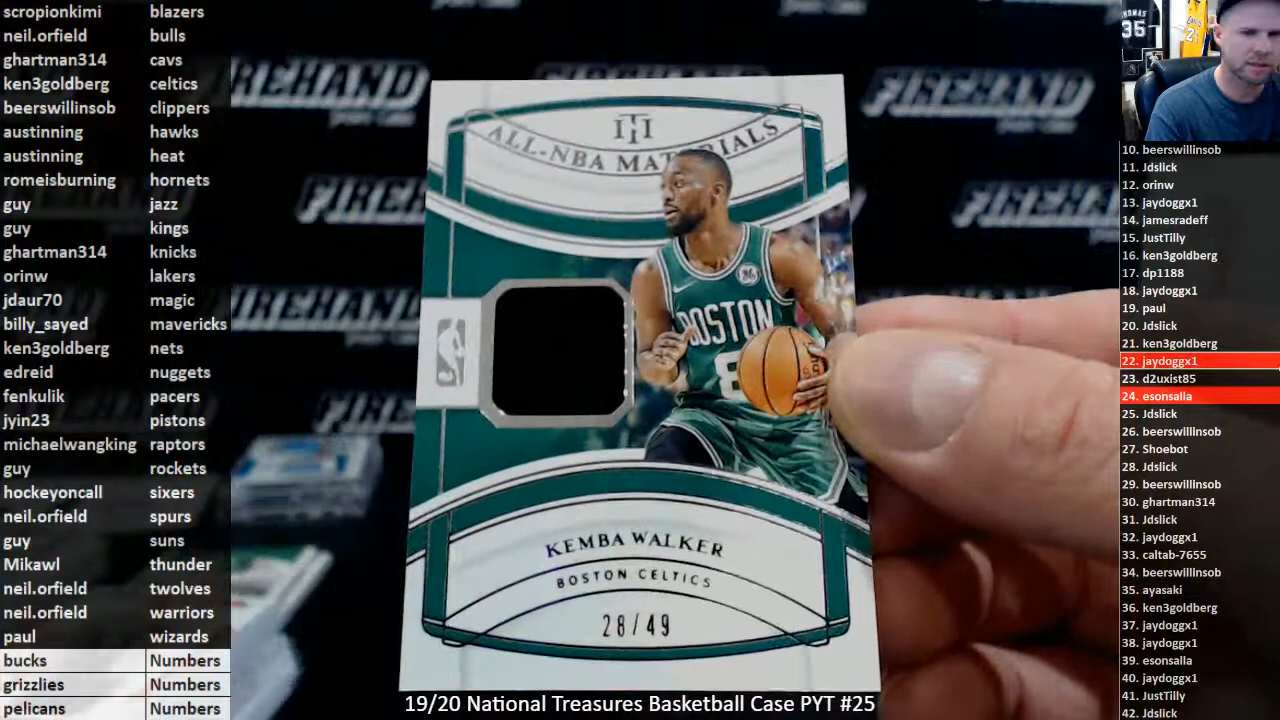 scropionkimi blazers
neil.orfield bulls
ghartman314 cavs
ken3goldberg celtics
beerswillinsob clippers
austinning hawks
austinning heat
romeisburning hornets
guy jazz
guy kings
ghartman314 knicks
orinw lakers
jdaur70 magic
billy_sayed mavericks
ken3goldberg nets
edreid nuggets
fenkulik pacers
jyin23 pistons
michaelwangking raptors
guy rockets
hockeyoncall sixers
neil.orfield spurs
guy suns
Mikawl thunder
neil.orfield twolves
neil.orfield warriors
paul wizards
bucks Numbers
grizzlies Numbers
pelicans Numbers
FIREHAND
FIREHAND
FIREHAND
FIREHAND
FIREHAND
ALL-NBA MATERIALS
BOSTON
8
KEMBA WALKER
BOSTON CELTICS
28/49
19/20 National Treasures Basketball Case PYT #25
THOMAS
35
10. beerswillinsob
11. Jdslick
12. orinw
13. jaydoggx1
14. jamesradeff
15. JustTilly
16. ken3goldberg
17. dp1188
18. jaydoggx1
19. paul
20. Jdslick
21. ken3goldberg
22. jaydoggx1
23. d2uxist85
24. esonsalla
25. Jdslick
26. beerswillinsob
27. Shoebot
28. Jdslick
29. beerswillinsob
30. ghartman314
31. Jdslick
32. jaydoggx1
33. caltab-7655
34. beerswillinsob
35. ayasaki
36. ken3goldberg
37. jaydoggx1
38. jaydoggx1
39. esonsalla
40. jaydoggx1
41. JustTilly
42. Jdslick